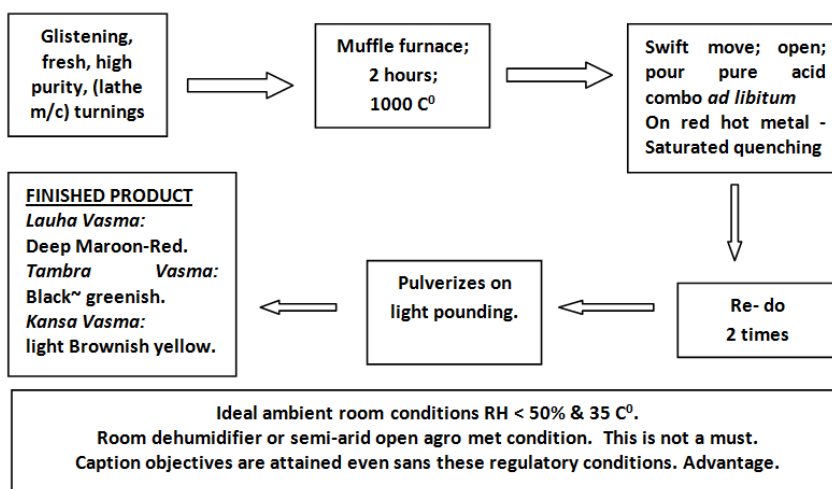 Glistening,
fresh, high
purity, (lathe
m/c) turnings
Muffle furnace;
2 hours;
1000 C⁰
Swift move; open;
pour pure acid
combo ad libitum
On red hot metal -
Saturated quenching
Re- do
2 times
Pulverizes on
light pounding.
FINISHED PRODUCT
Lauha Vasma:
Deep Maroon-Red.
Tambra Vasma:
Black~ greenish.
Kansa Vasma:
light Brownish yellow.
Ideal ambient room conditions RH < 50% & 35 C⁰.
Room dehumidifier or semi-arid open agro met condition. This is not a must.
Caption objectives are attained even sans these regulatory conditions. Advantage.